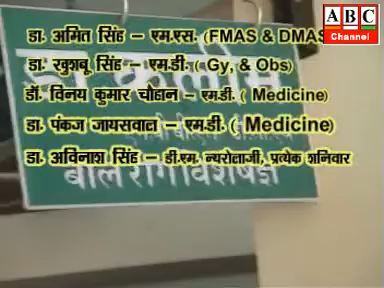 ABC
Channel
डा. अमित सिंह – एम.एस. (FMAS & DMAS
डा. खुशबू सिंह – एम.डी. ( Gy, & Obs)
डॉ. विनय कुमार चौहान – एम.डी. ( Medicine)
डा. पंकज जायसवाल – एम.डी. ( Medicine)
डा. अविनाश सिंह – डी.एम. न्यरोलाजी, प्रत्येक शनिवार
बाल रोग विशेषज्ञ